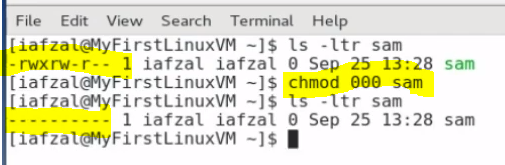 File Edit View Search Terminal Help
[iafzal@MyFirstLinuxVM ~]$ ls -ltr sam
-rwxrw-r-- 1 iafzal iafzal 0 Sep 25 13:28 sam
[iafzal@MyFirstLinuxVM ~]$ chmod 000 sam
[iafzal@MyFirstLinuxVM ~]$ ls -ltr sam
---------- 1 iafzal iafzal 0 Sep 25 13:28 sam
[iafzal@MyFirstLinuxVM ~]$